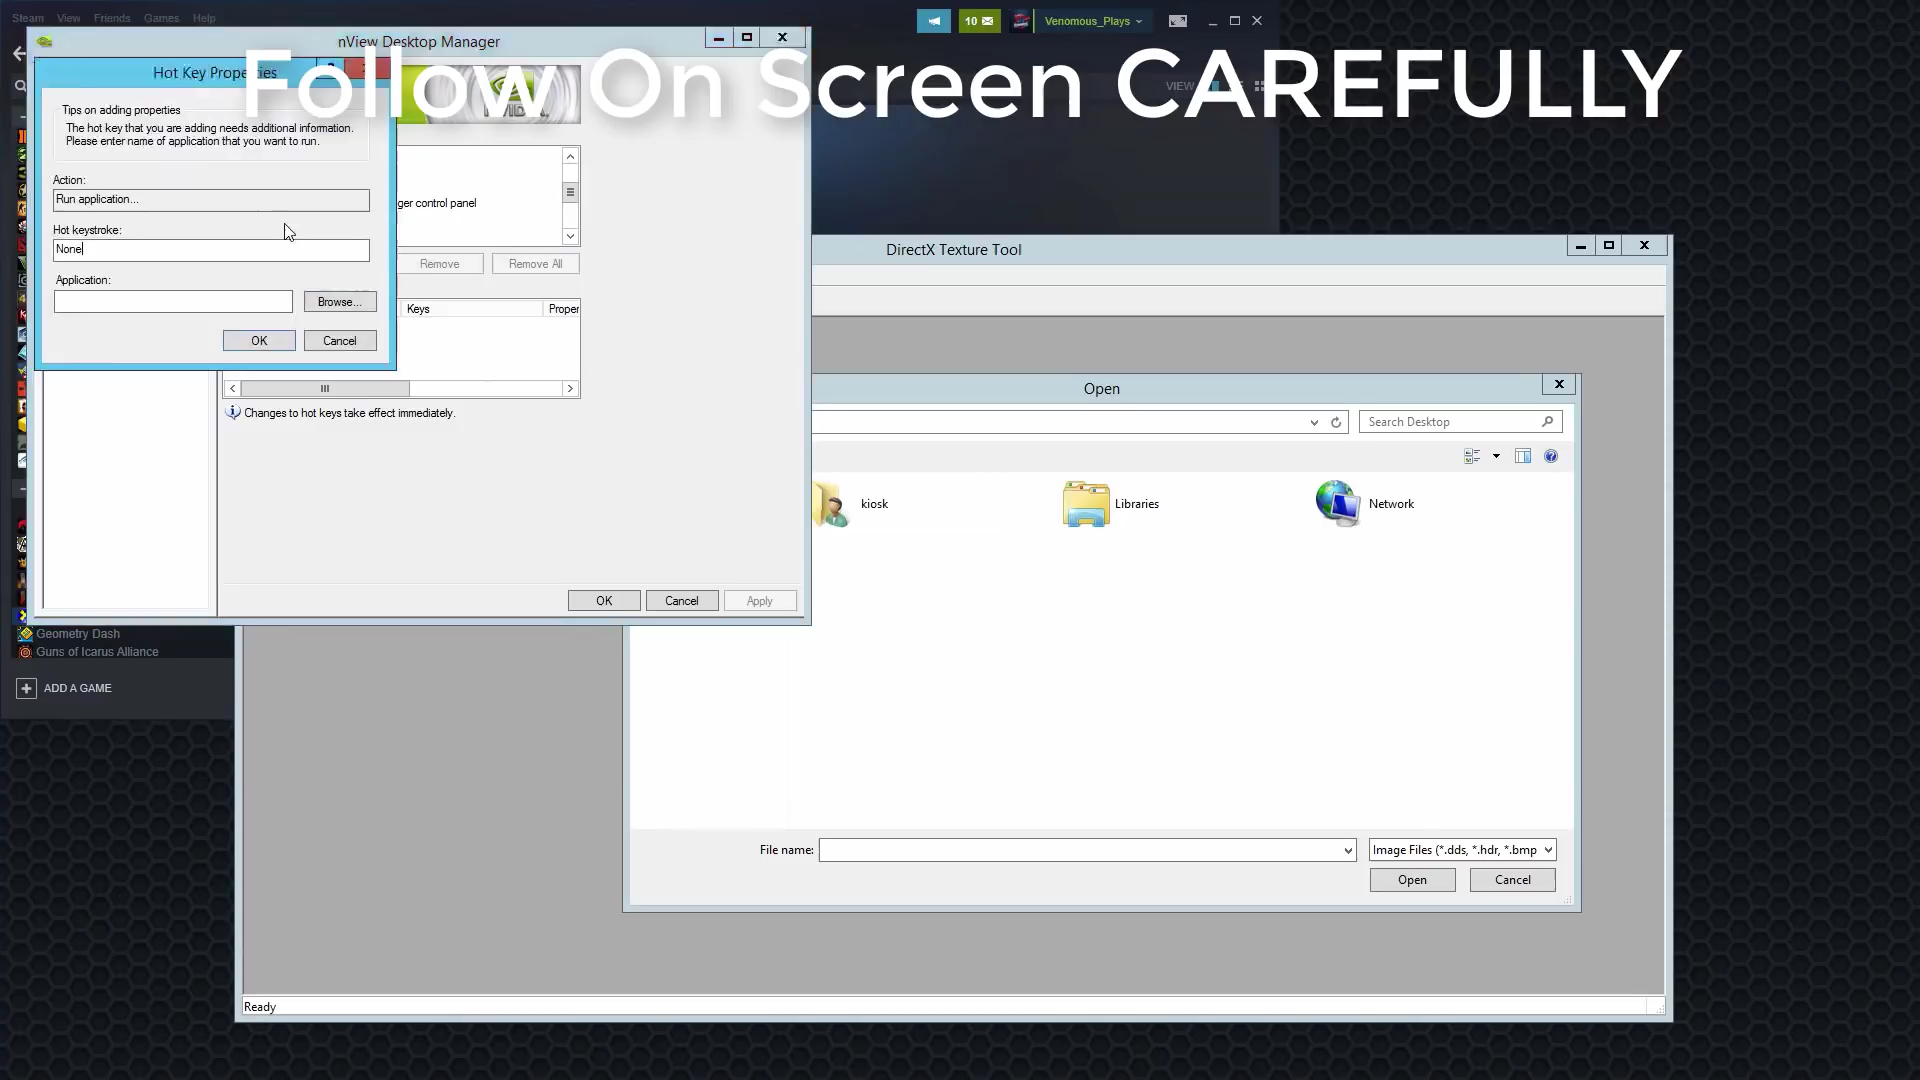 Steam View Friends Games Help
10
Venomous_Plays
nView Desktop Manager
Follow On Screen CAREFULLY
Hot Key Properties
VIEW
Tips on adding properties
The hot key that you are adding needs additional information.
Please enter name of application that you want to run.
Action:
Run application...
ger control panel
Hot keystroke:
None
Remove
Remove All
DirectX Texture Tool
Application:
Browse...
Keys
Proper
OK
Cancel
Changes to hot keys take effect immediately.
Open
Search Desktop
kiosk
Libraries
Network
OK
Cancel
Apply
Geometry Dash
Guns of Icarus Alliance
ADD A GAME
File name:
Image Files (*.dds, *.hdr, *.bmp
Open
Cancel
Ready